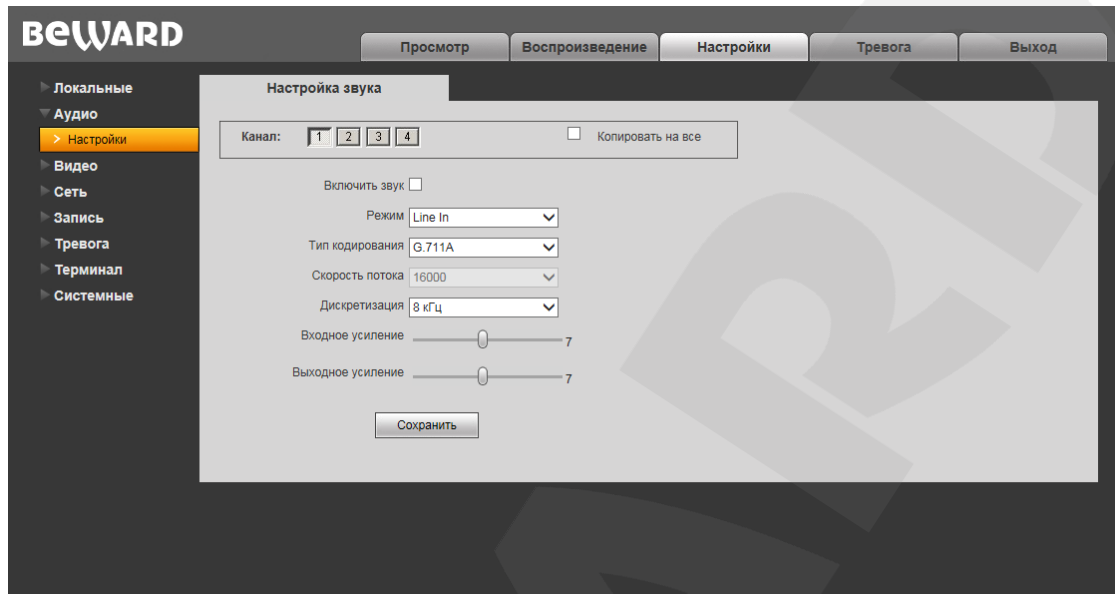 BEWARD
Просмотр Воспроизведение Настройки Тревога Выход
Локальные
Аудио
> Настройки
Видео
Сеть
Запись
Тревога
Терминал
Системные
Настройка звука
Канал: 1 2 3 4 Копировать на все
Включить звук
Режим Line In
Тип кодирования G.711A
Скорость потока 16000
Дискретизация 8 кГц
Входное усиление 7
Выходное усиление 7
Сохранить